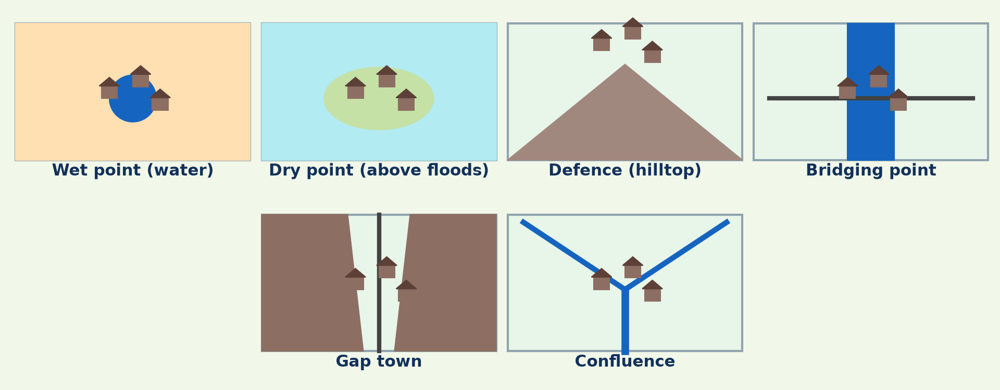 Wet point (water)
Dry point (above floods)
Defence (hilltop)
Bridging point
Gap town
Confluence